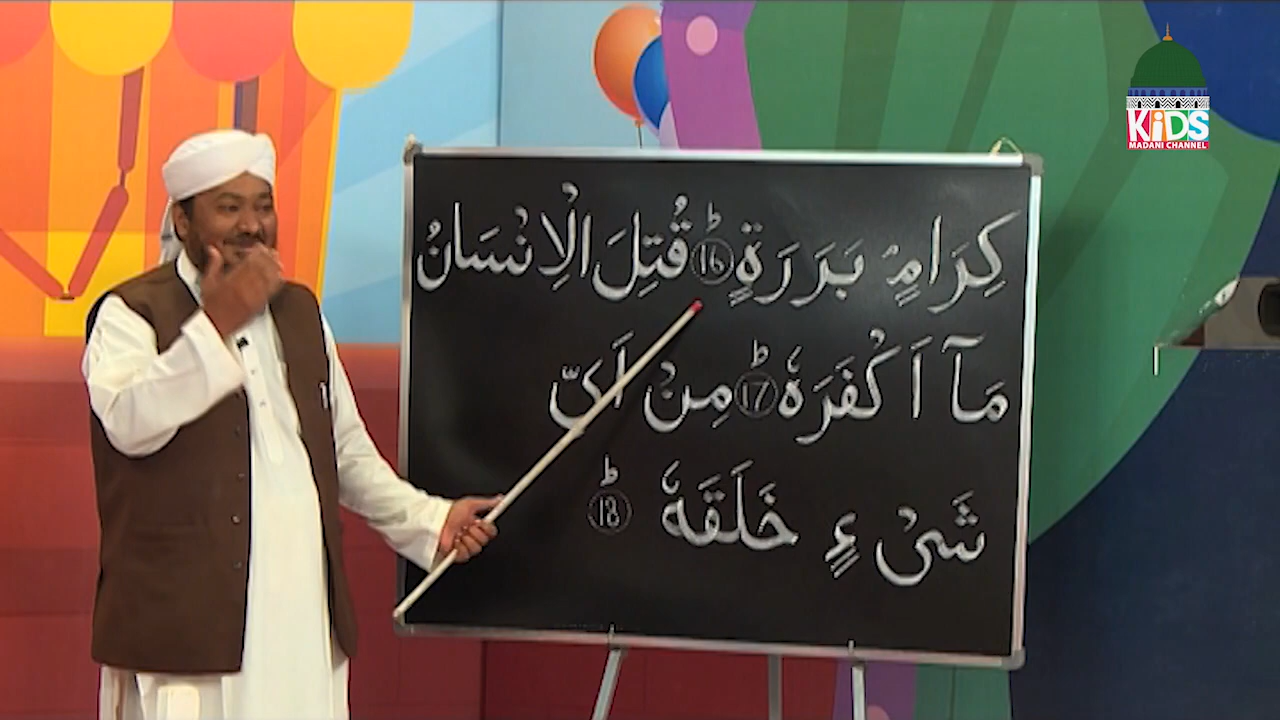 كِرَامٍۭ بَرَرَةٍ ؕ16 قُتِلَ الْاِنْسَانُ
مَاۤ اَكْفَرَهٗ ؕ17 مِنْ اَیِّ
شَیْءٍ خَلَقَهٗ ؕ18
KiDS
MADANI CHANNEL